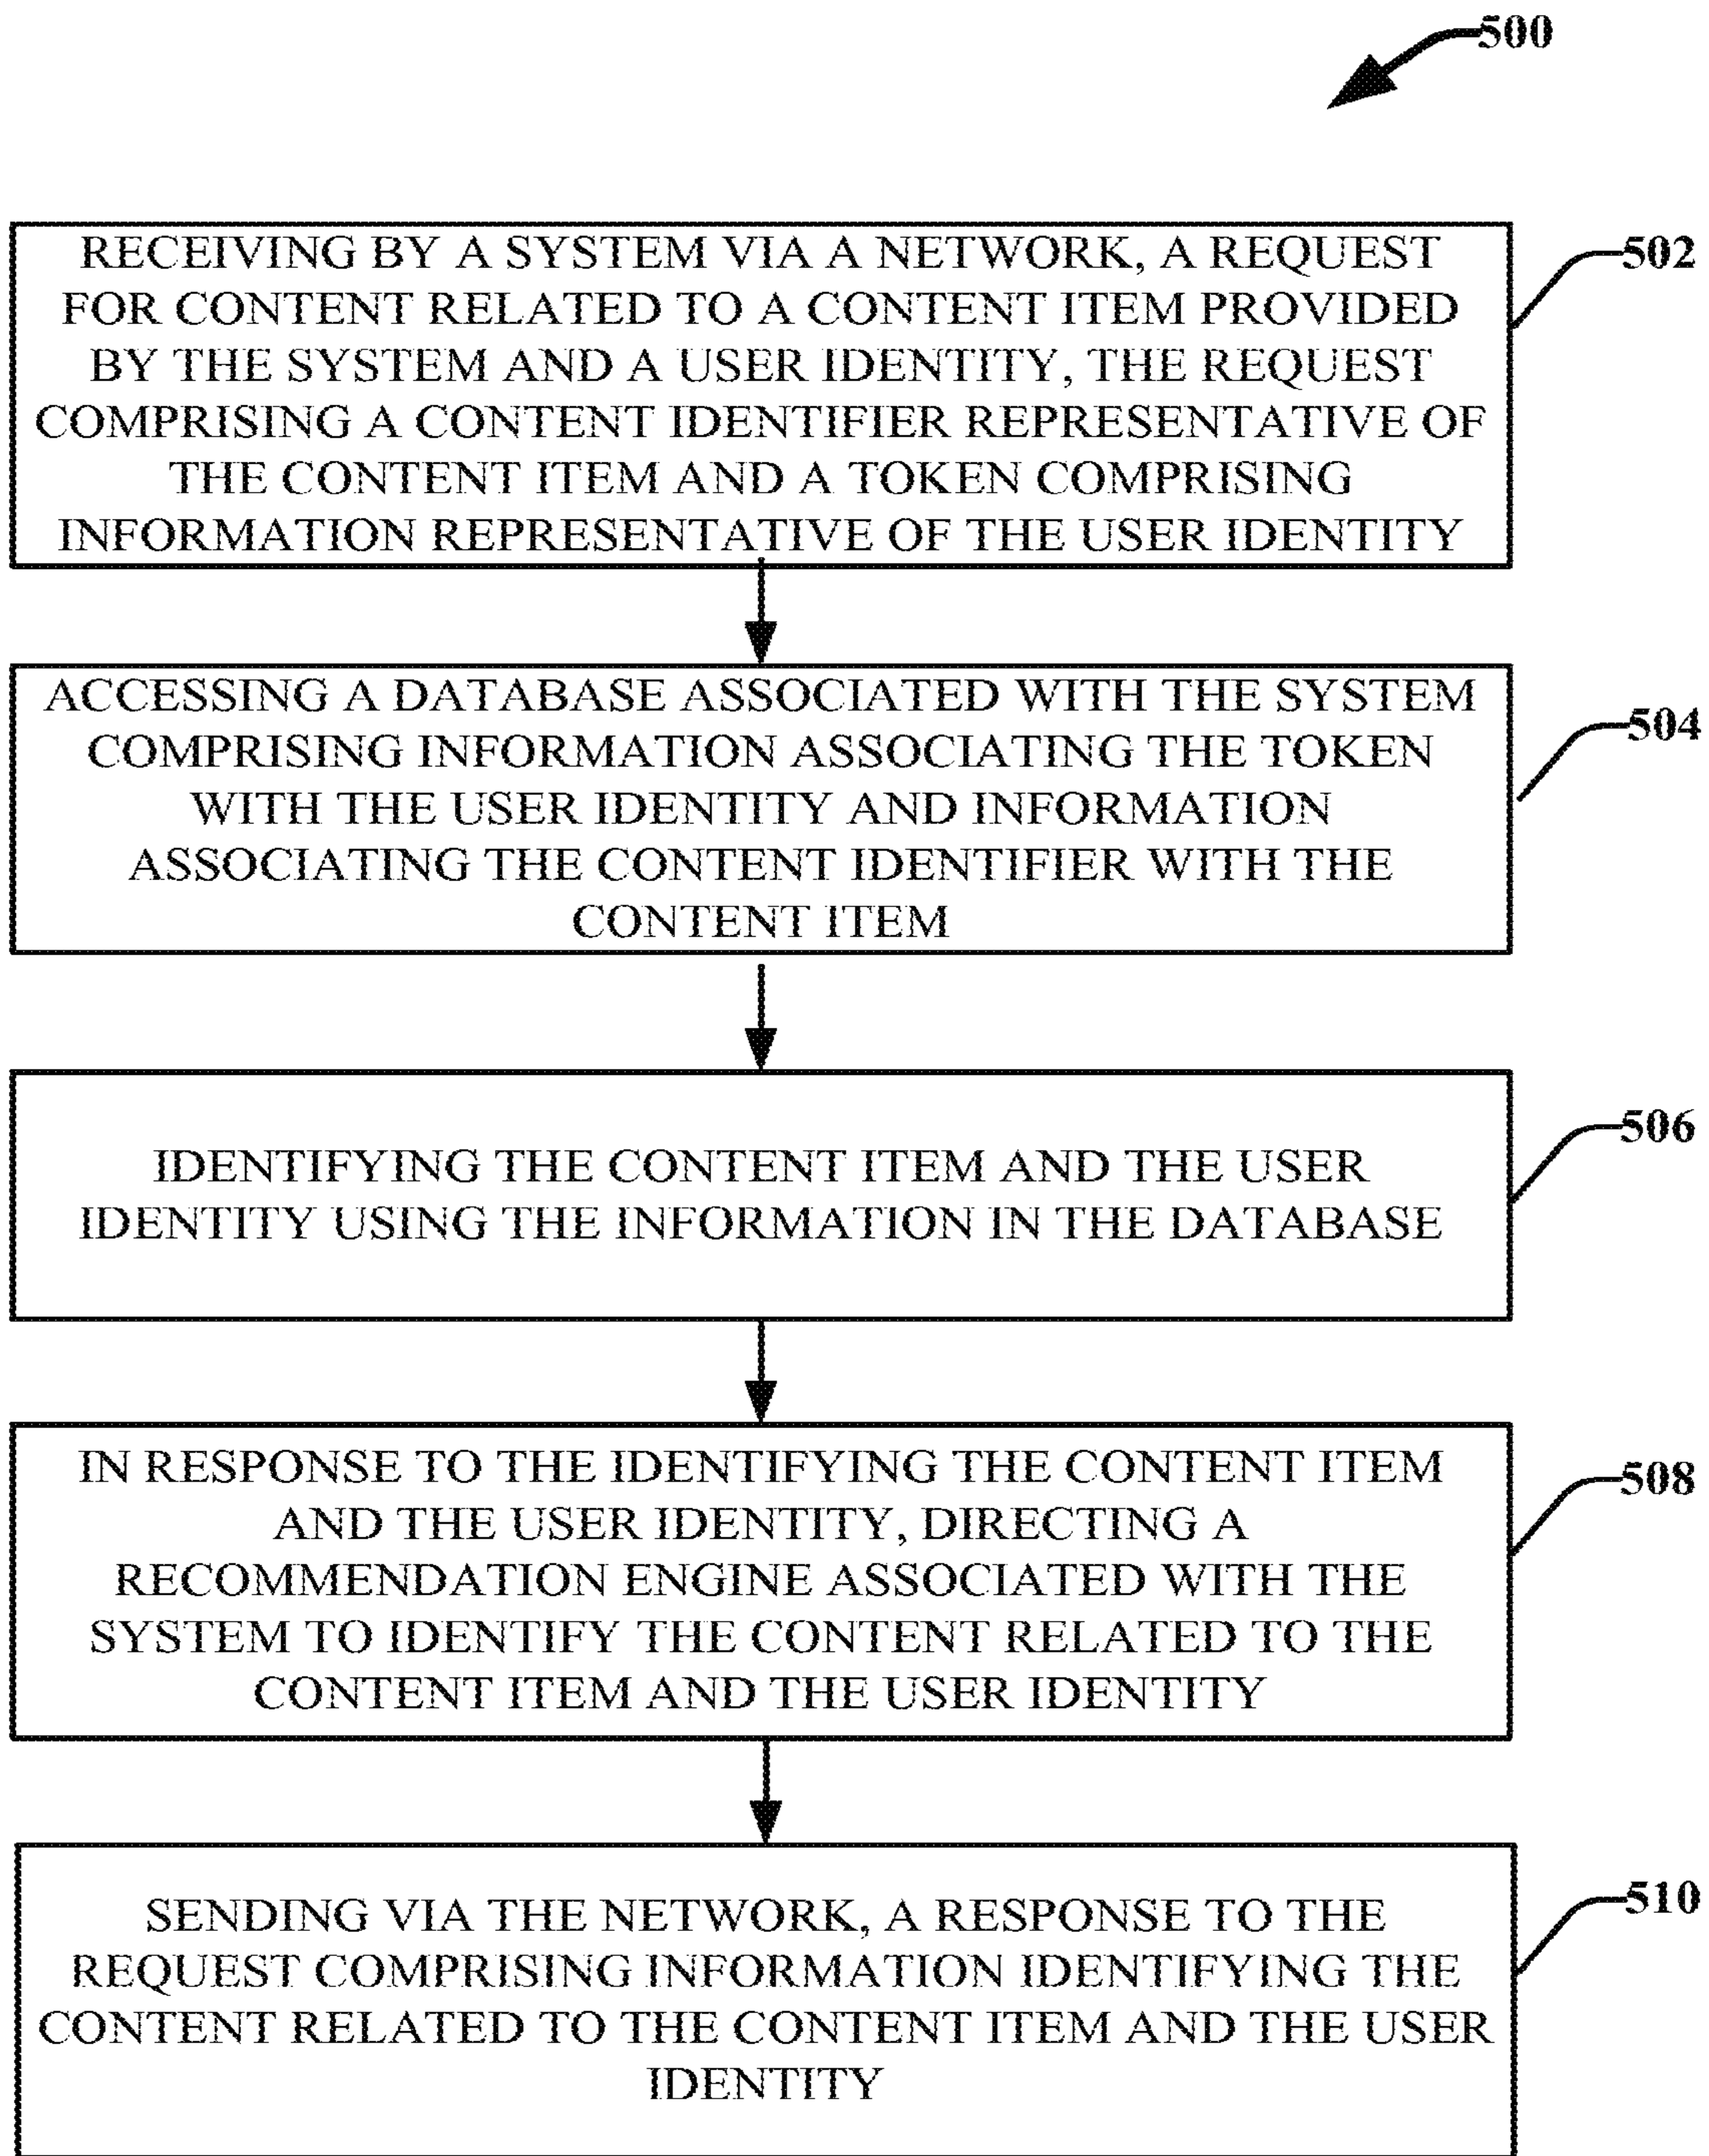 500
RECEIVING BY A SYSTEM VIA A NETWORK, A REQUEST
FOR CONTENT RELATED TO A CONTENT ITEM PROVIDED
BY THE SYSTEM AND A USER IDENTITY, THE REQUEST
COMPRISING A CONTENT IDENTIFIER REPRESENTATIVE OF
THE CONTENT ITEM AND A TOKEN COMPRISING
INFORMATION REPRESENTATIVE OF THE USER IDENTITY
502
ACCESSING A DATABASE ASSOCIATED WITH THE SYSTEM
COMPRISING INFORMATION ASSOCIATING THE TOKEN
WITH THE USER IDENTITY AND INFORMATION
ASSOCIATING THE CONTENT IDENTIFIER WITH THE
CONTENT ITEM
504
IDENTIFYING THE CONTENT ITEM AND THE USER
IDENTITY USING THE INFORMATION IN THE DATABASE
506
IN RESPONSE TO THE IDENTIFYING THE CONTENT ITEM
AND THE USER IDENTITY, DIRECTING A
RECOMMENDATION ENGINE ASSOCIATED WITH THE
SYSTEM TO IDENTIFY THE CONTENT RELATED TO THE
CONTENT ITEM AND THE USER IDENTITY
508
SENDING VIA THE NETWORK, A RESPONSE TO THE
REQUEST COMPRISING INFORMATION IDENTIFYING THE
CONTENT RELATED TO THE CONTENT ITEM AND THE USER
IDENTITY
510